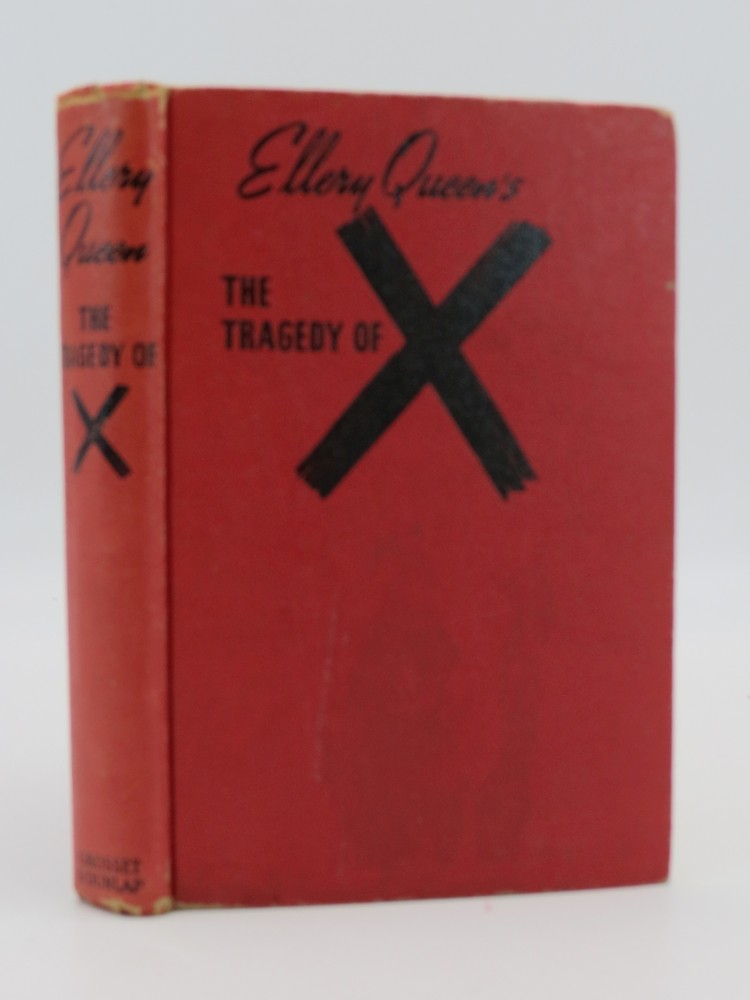 Ellery
Queen
THE
TRAGEDY OF
X
GROSSET
& DUNLAP
Ellery Queen's
THE
TRAGEDY OF
X